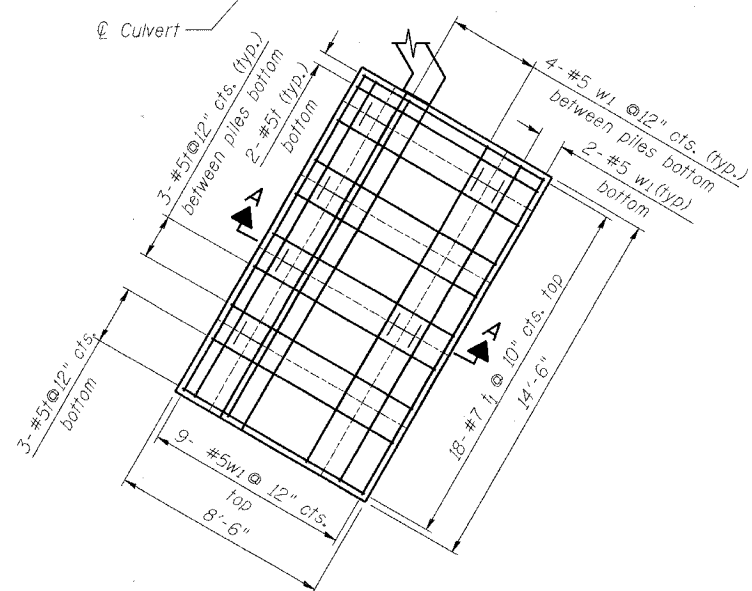 ℄ Culvert
3- #5t@12" cts. (typ.)
between piles bottom
2- #5t (typ.)
bottom
4- #5 w1 @12" cts. (typ.)
between piles bottom
2- #5 w1(typ)
bottom
A
A
3- #5t@12" cts.
bottom
18- #7 t1 @ 10" cts. top
14'-6"
9- #5w1 @ 12" cts.
top
8'-6"